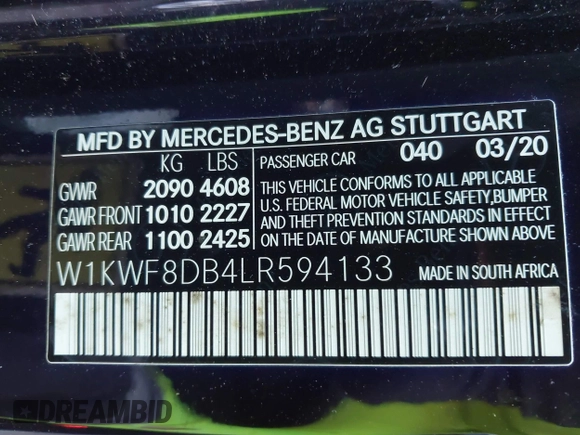 MFD BY MERCEDES-BENZ AG STUTTGART
KG LBS PASSENGER CAR 040 03/20
GVWR 2090 4608 THIS VEHICLE CONFORMS TO ALL APPLICABLE
GAWR FRONT 1010 2227 U.S. FEDERAL MOTOR VEHICLE SAFETY,BUMPER
GAWR REAR 1100 2425 AND THEFT PREVENTION STANDARDS IN EFFECT
ON THE DATE OF MANUFACTURE SHOWN ABOVE
W1KWF8DB4LR594133 MADE IN SOUTH AFRICA
DREAMBID